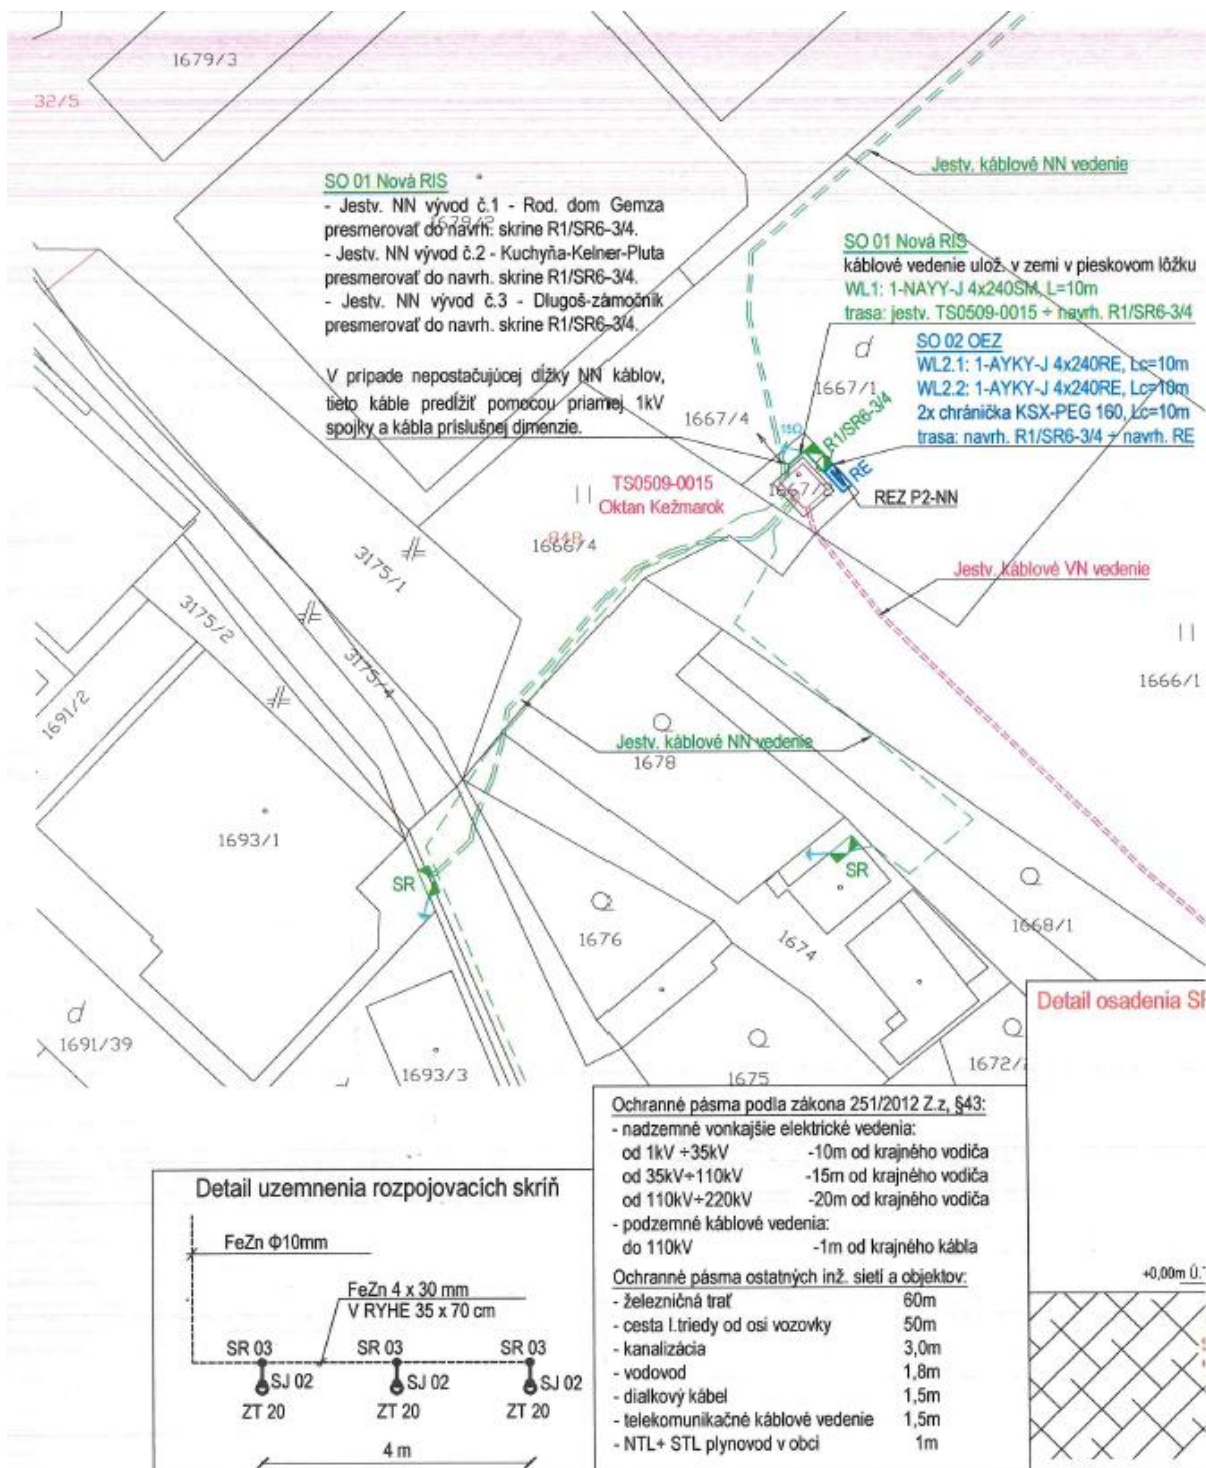 1679/3
32/5
Jestv. káblové NN vedenie
SO 01 Nová RIS
- Jestv. NN vývod č.1 - Rod. dom Gemza
presmerovať do navrh. skrine R1/SR6-3/4.
1679/2
- Jestv. NN vývod č.2 - Kuchyňa-Kelner-Pluta
presmerovať do navrh. skrine R1/SR6-3/4.
- Jestv. NN vývod č.3 - Dlugoš-zámočník
presmerovať do navrh. skrine R1/SR6-3/4.
V prípade nepostačujúcej dĺžky NN káblov,
tieto káble predĺžiť pomocou priamej 1kV
spojky a kábla príslušnej dimenzie.
SO 01 Nová RIS
káblové vedenie ulož. v zemi v pieskovom lôžku
WL1: 1-NAYY-J 4x240SM, L=10m
trasa: jestv. TS0509-0015 ÷ navrh. R1/SR6-3/4
SO 02 OEZ
WL2.1: 1-AYKY-J 4x240RE, Lc=10m
WL2.2: 1-AYKY-J 4x240RE, Lc=10m
2x chránička KSX-PEG 160, Lc=10m
trasa: navrh. R1/SR6-3/4 ÷ navrh. RE
d
1667/1
1667/4
15Ω
R1/SR6-3/4
RE
REZ P2-NN
TS0509-0015
Oktan Kežmarok
848
1666/4
Jestv. káblové VN vedenie
3175/1
3175/2
3175/4
1666/1
1691/2
Jestv. káblové NN vedenie
1678
1693/1
SR
SR
1676
1674
1668/1
d
1691/39
1693/3
1675
1672/
Detail osadenia
Ochranné pásma podľa zákona 251/2012 Z.z, §43:
- nadzemné vonkajšie elektrické vedenia:
od 1kV ÷35kV -10m od krajného vodiča
od 35kV÷110kV -15m od krajného vodiča
od 110kV÷220kV -20m od krajného vodiča
- podzemné káblové vedenia:
do 110kV -1m od krajného kábla
Ochranné pásma ostatných inž. sietí a objektov:
- železničná trať 60m
- cesta I.triedy od osi vozovky 50m
- kanalizácia 3,0m
- vodovod 1,8m
- dialkový kábel 1,5m
- telekomunikačné káblové vedenie 1,5m
- NTL+ STL plynovod v obci 1m
Detail uzemnenia rozpojovacích skríň
FeZn Φ10mm
FeZn 4 x 30 mm
V RYHE 35 x 70 cm
SR 03 SR 03 SR 03
SJ 02 SJ 02 SJ 02
ZT 20 ZT 20 ZT 20
4 m
+0,00m Ú.